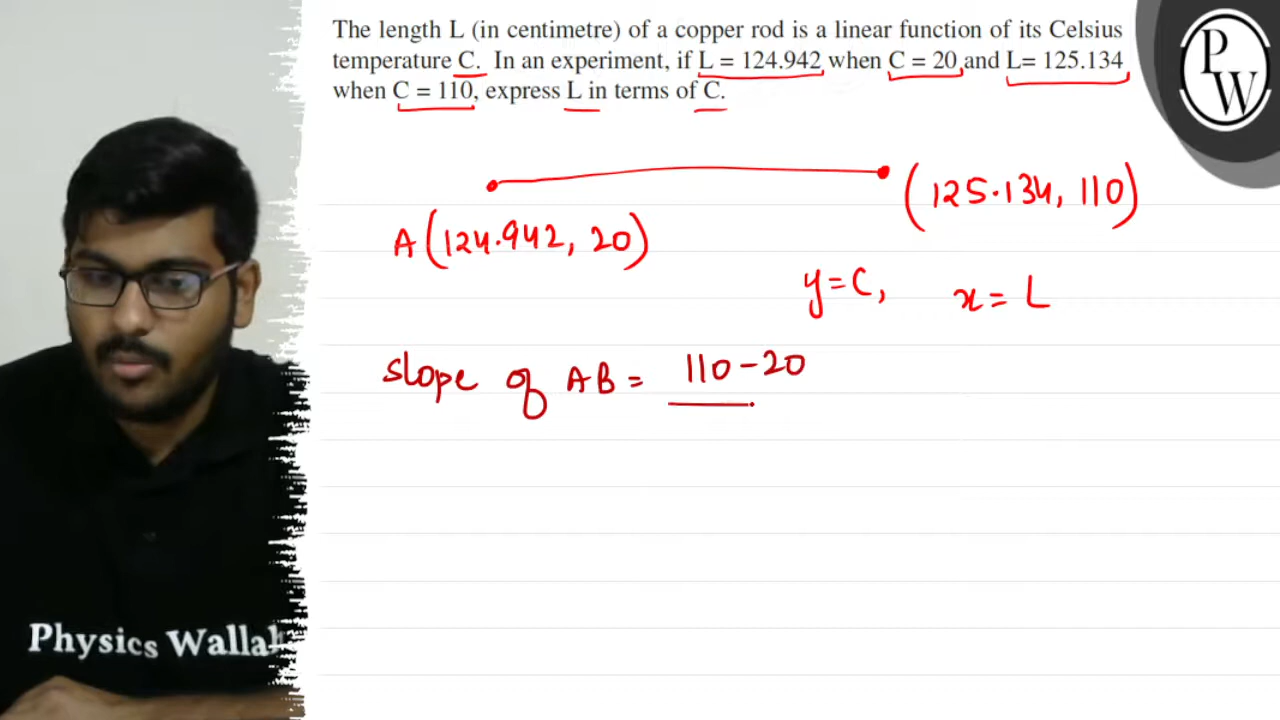 The length L (in centimetre) of a copper rod is a linear function of its Celsius
temperature C. In an experiment, if L = 124.942 when C = 20 and L= 125.134
when C = 110, express L in terms of C.
PW
(125.134, 110)
A(124.942, 20)
y=C, x= L
slope of AB = 110-20
Physics Wallah